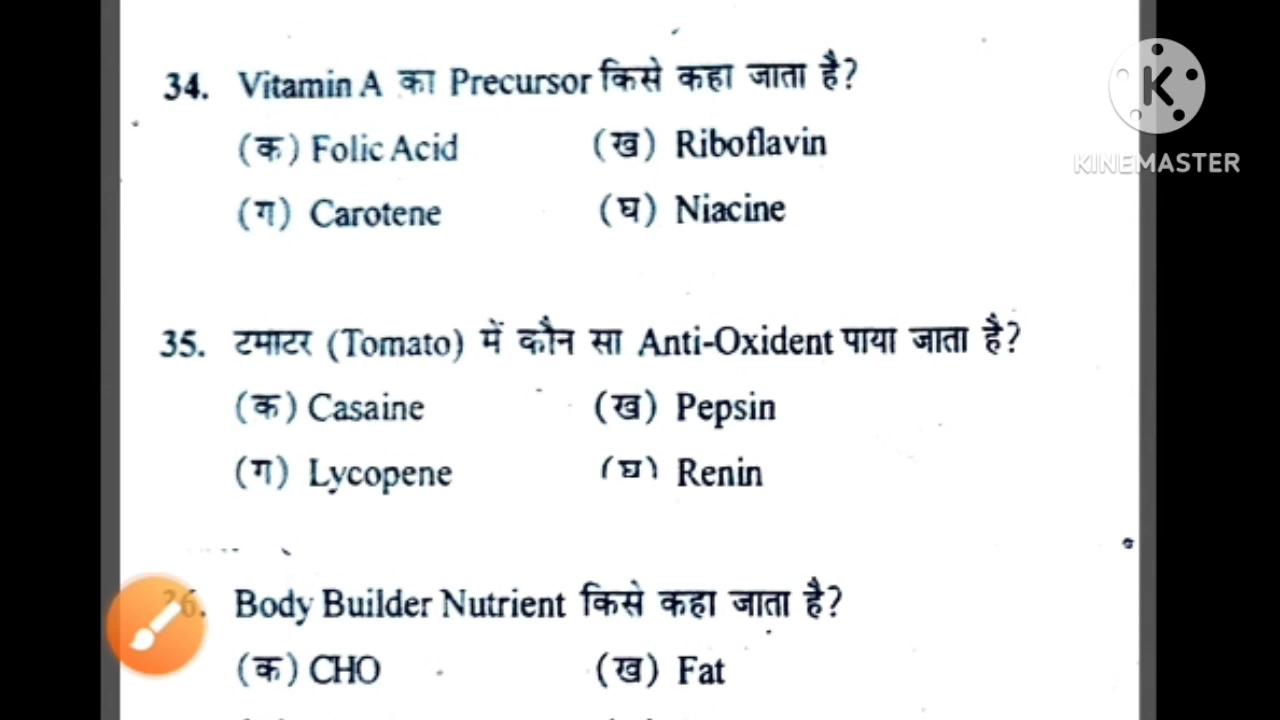 34. Vitamin A का Precursor किसे कहा जाता है?
(क) Folic Acid (ख) Riboflavin
(ग) Carotene (घ) Niacine
35. टमाटर (Tomato) में कौन सा Anti-Oxident पाया जाता है?
(क) Casaine (ख) Pepsin
(ग) Lycopene (घ) Renin
36. Body Builder Nutrient किसे कहा जाता है?
(क) CHO (ख) Fat
K
KINEMASTER